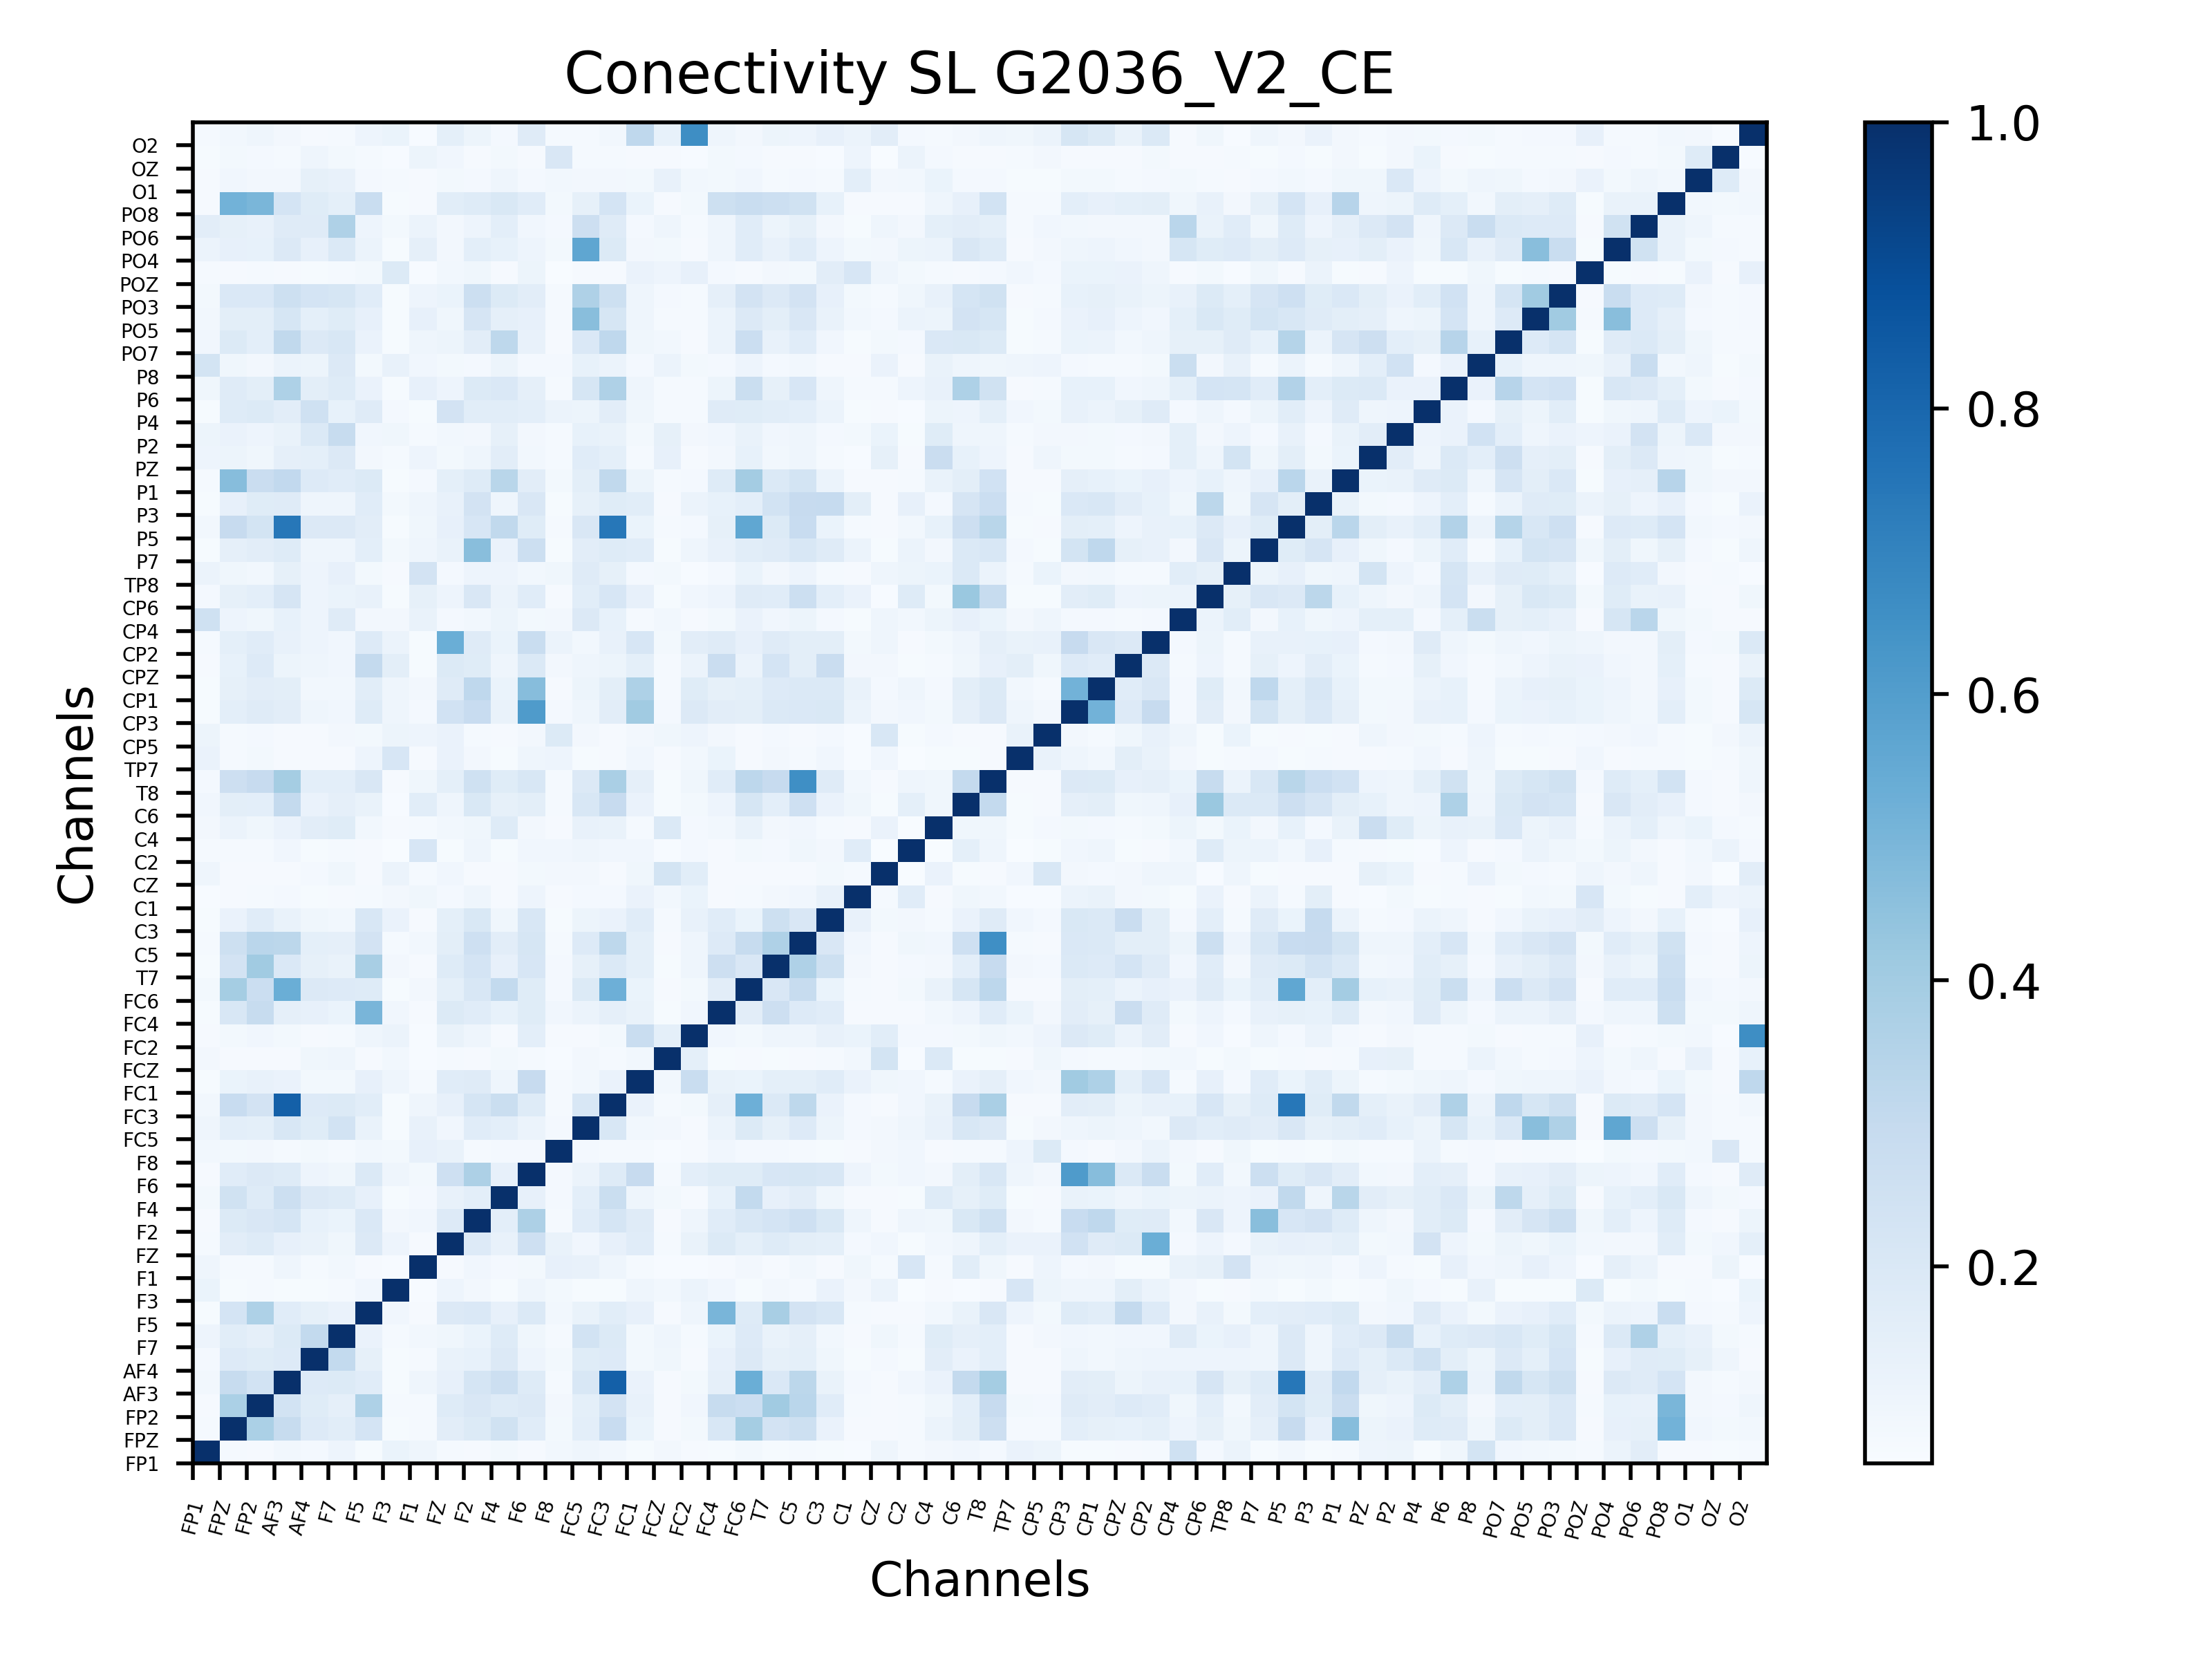 Conectivity SL G2036_V2_CE
Channels
O2
OZ
O1
PO8
PO6
PO4
POZ
PO3
PO5
PO7
P8
P6
P4
P2
PZ
P1
P3
P5
P7
TP8
CP6
CP4
CP2
CPZ
CP1
CP3
CP5
TP7
T8
C6
C4
C2
CZ
C1
C3
C5
T7
FC6
FC4
FC2
FCZ
FC1
FC3
FC5
F8
F6
F4
F2
FZ
F1
F3
F5
F7
AF4
AF3
FP2
FPZ
FP1
FP1 FPZ FP2 AF3 AF4 F7 F5 F3 F1 FZ F2 F4 F6 F8 FC5 FC3 FC1 FCZ FC2 FC4 FC6 T7 C5 C3 C1 CZ C2 C4 C6 T8 TP7 CP5 CP3 CP1 CPZ CP2 CP4 CP6 TP8 P7 P5 P3 P1 PZ P2 P4 P6 P8 PO7 PO5 PO3 POZ PO4 PO6 PO8 O1 OZ O2
Channels
1.0
0.8
0.6
0.4
0.2